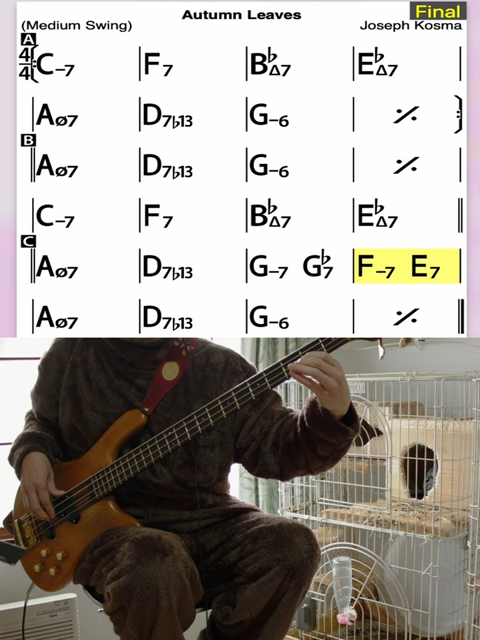 Autumn Leaves
Final
(Medium Swing)
Joseph Kosma
A
4/4 C–7 F7 B♭Δ7 E♭Δ7
Aø7 D7♭13 G–6 𝄎
B
Aø7 D7♭13 G–6 𝄎
C–7 F7 B♭Δ7 E♭Δ7
C
Aø7 D7♭13 G–7 G♭7 F–7 E7
Aø7 D7♭13 G–6 𝄎